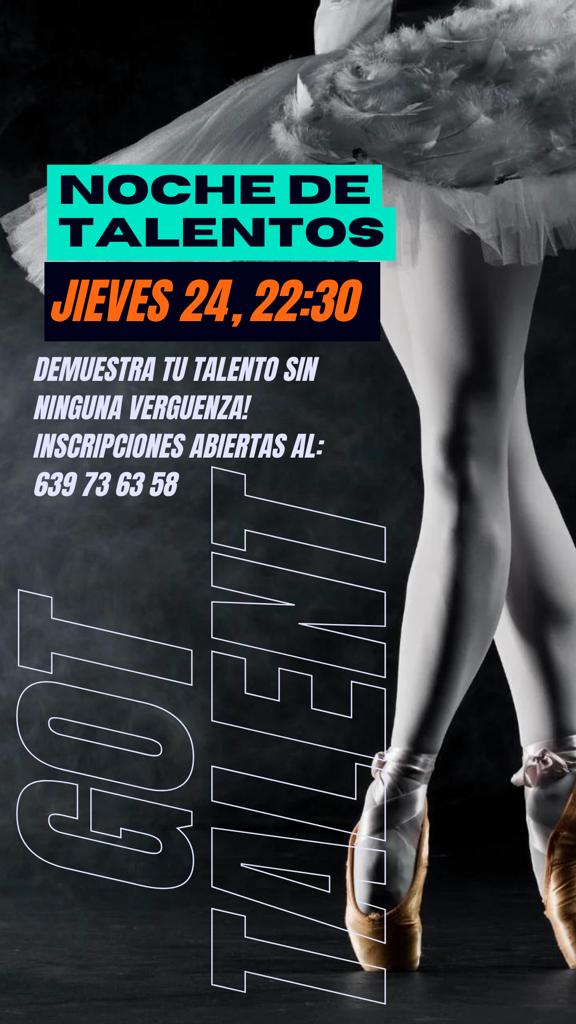 NOCHE DE
TALENTOS
JIEVES 24, 22:30
DEMUESTRA TU TALENTO SIN
NINGUNA VERGUENZA!
INSCRIPCIONES ABIERTAS AL:
639 73 63 58
GOT
TALENT